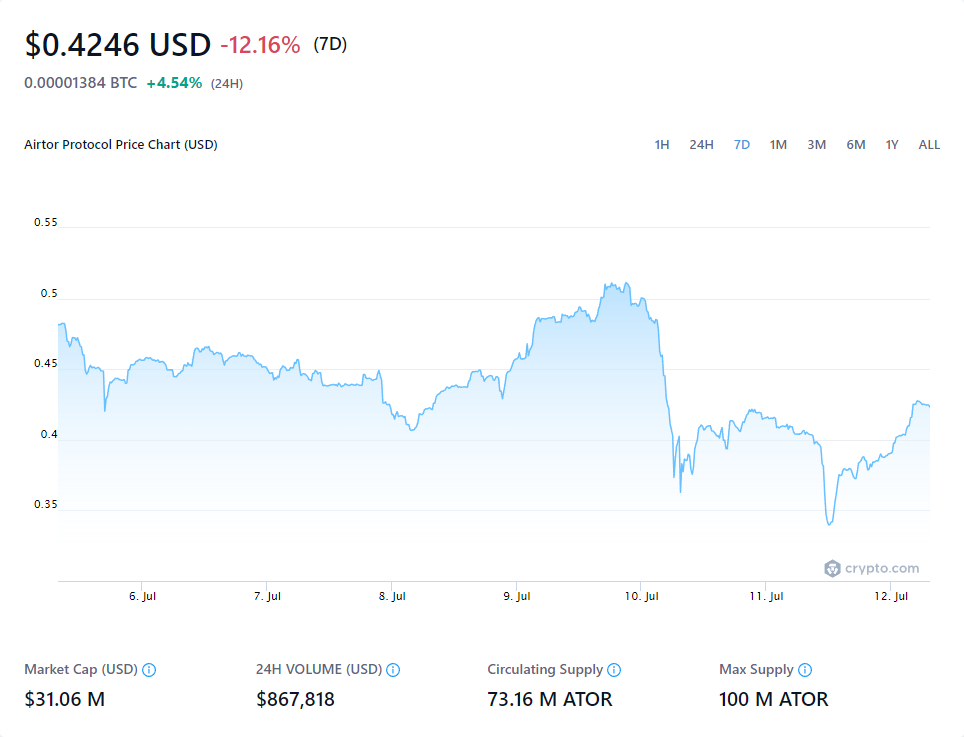 $0.4246 USD -12.16% (7D)
0.00001384 BTC +4.54% (24H)
Airtor Protocol Price Chart (USD) 1H 24H 7D 1M 3M 6M 1Y ALL
0.55
0.5
0.45
0.4
0.35
crypto.com
6. Jul 7. Jul 8. Jul 9. Jul 10. Jul 11. Jul 12. Jul
Market Cap (USD) 24H VOLUME (USD) Circulating Supply Max Supply
$31.06 M $867,818 73.16 M ATOR 100 M ATOR